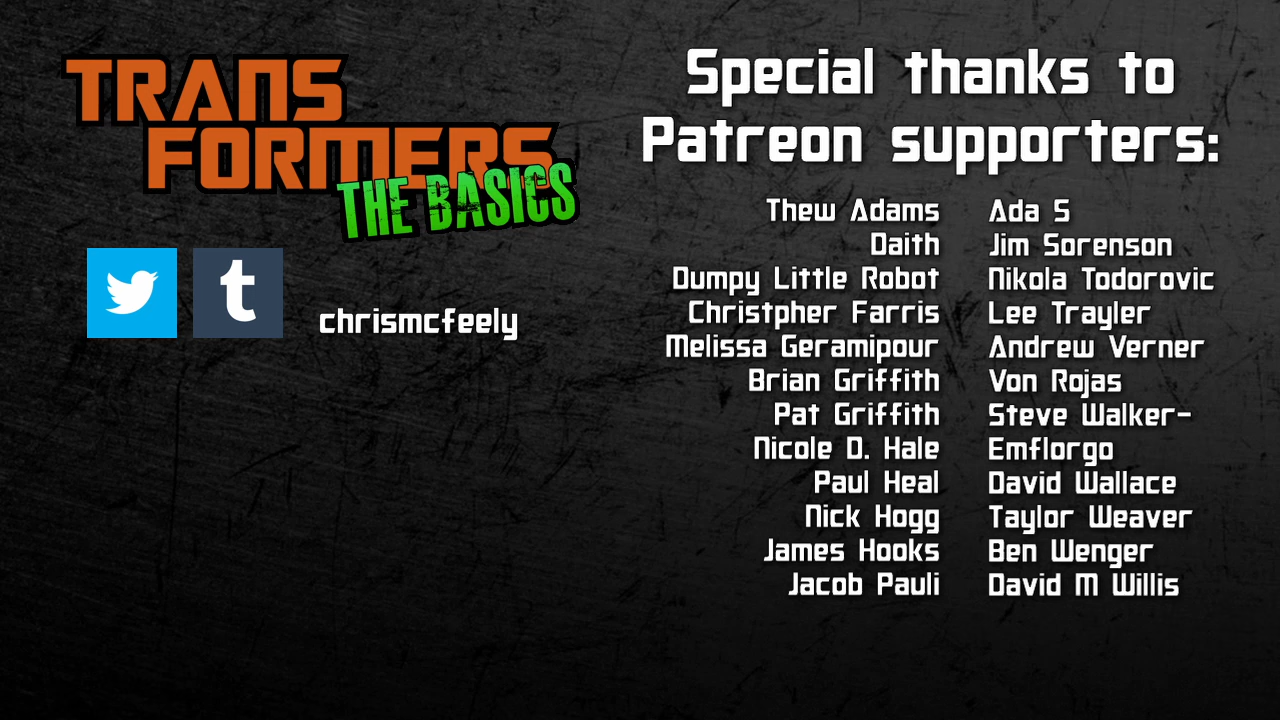 TRANS
FORMERS
THE BASICS
chrismcfeely
Special thanks to
Patreon supporters:
Thew Adams
Daith
Dumpy Little Robot
Christpher Farris
Melissa Geramipour
Brian Griffith
Pat Griffith
Nicole D. Hale
Paul Heal
Nick Hogg
James Hooks
Jacob Pauli
Ada S
Jim Sorenson
Nikola Todorovic
Lee Trayler
Andrew Verner
Von Rojas
Steve Walker-
Emflorgo
David Wallace
Taylor Weaver
Ben Wenger
David M Willis